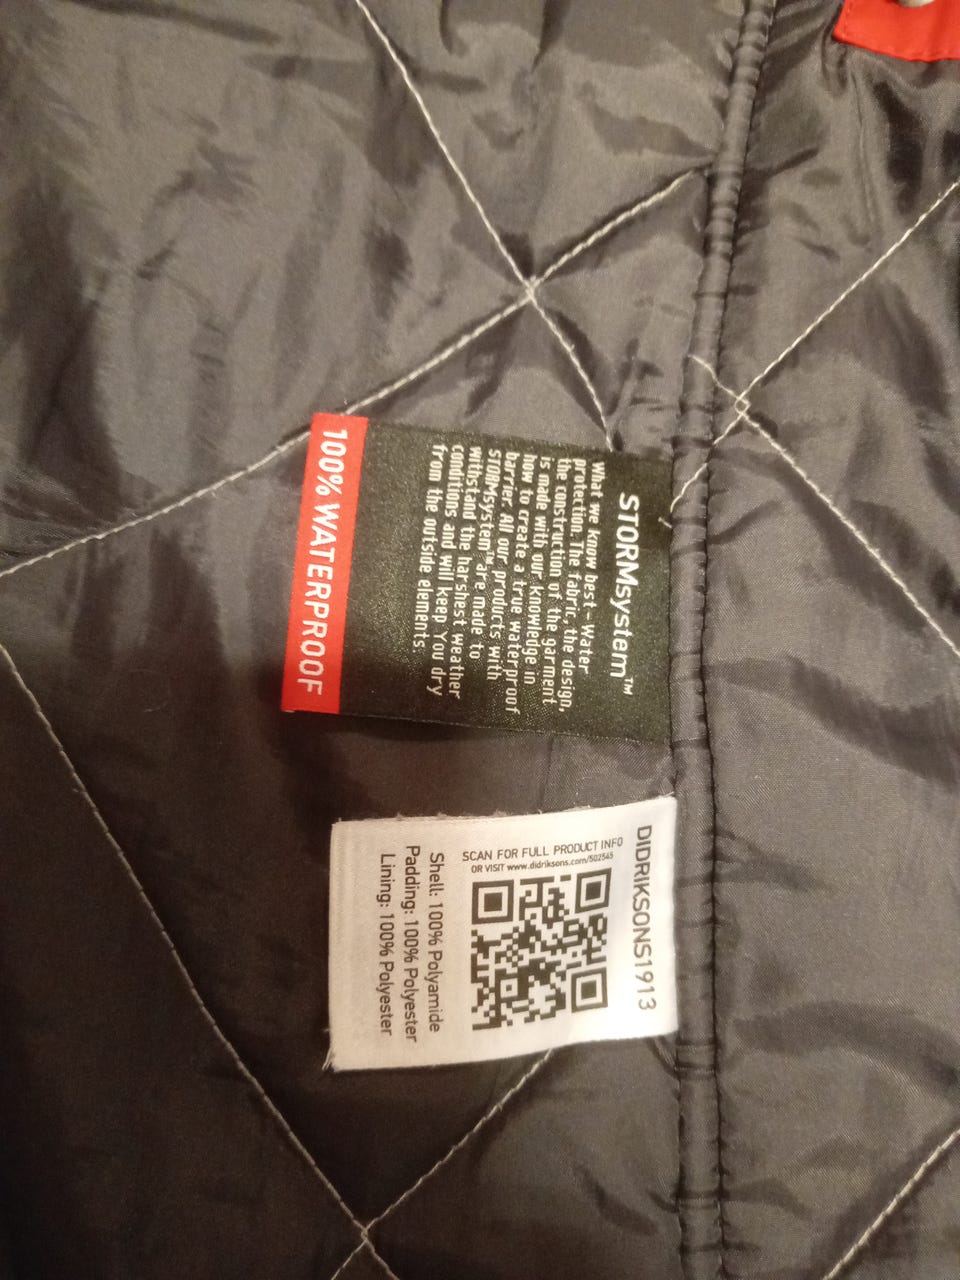 STORMsystem™
What we know best - water
protection. The fabric, the design,
the construction of the garment
is made with our knowledge in
how to create a true waterproof
barrier. All our products with
STORMsystem™ are made to
withstand the harshest weather
conditions and will keep You dry
from the outside elements.
100% WATERPROOF
DIDRIKSONS1913
SCAN FOR FULL PRODUCT INFO
OR VISIT www.didriksons.com/502545
Shell: 100% Polyamide
Padding: 100% Polyester
Lining: 100% Polyester